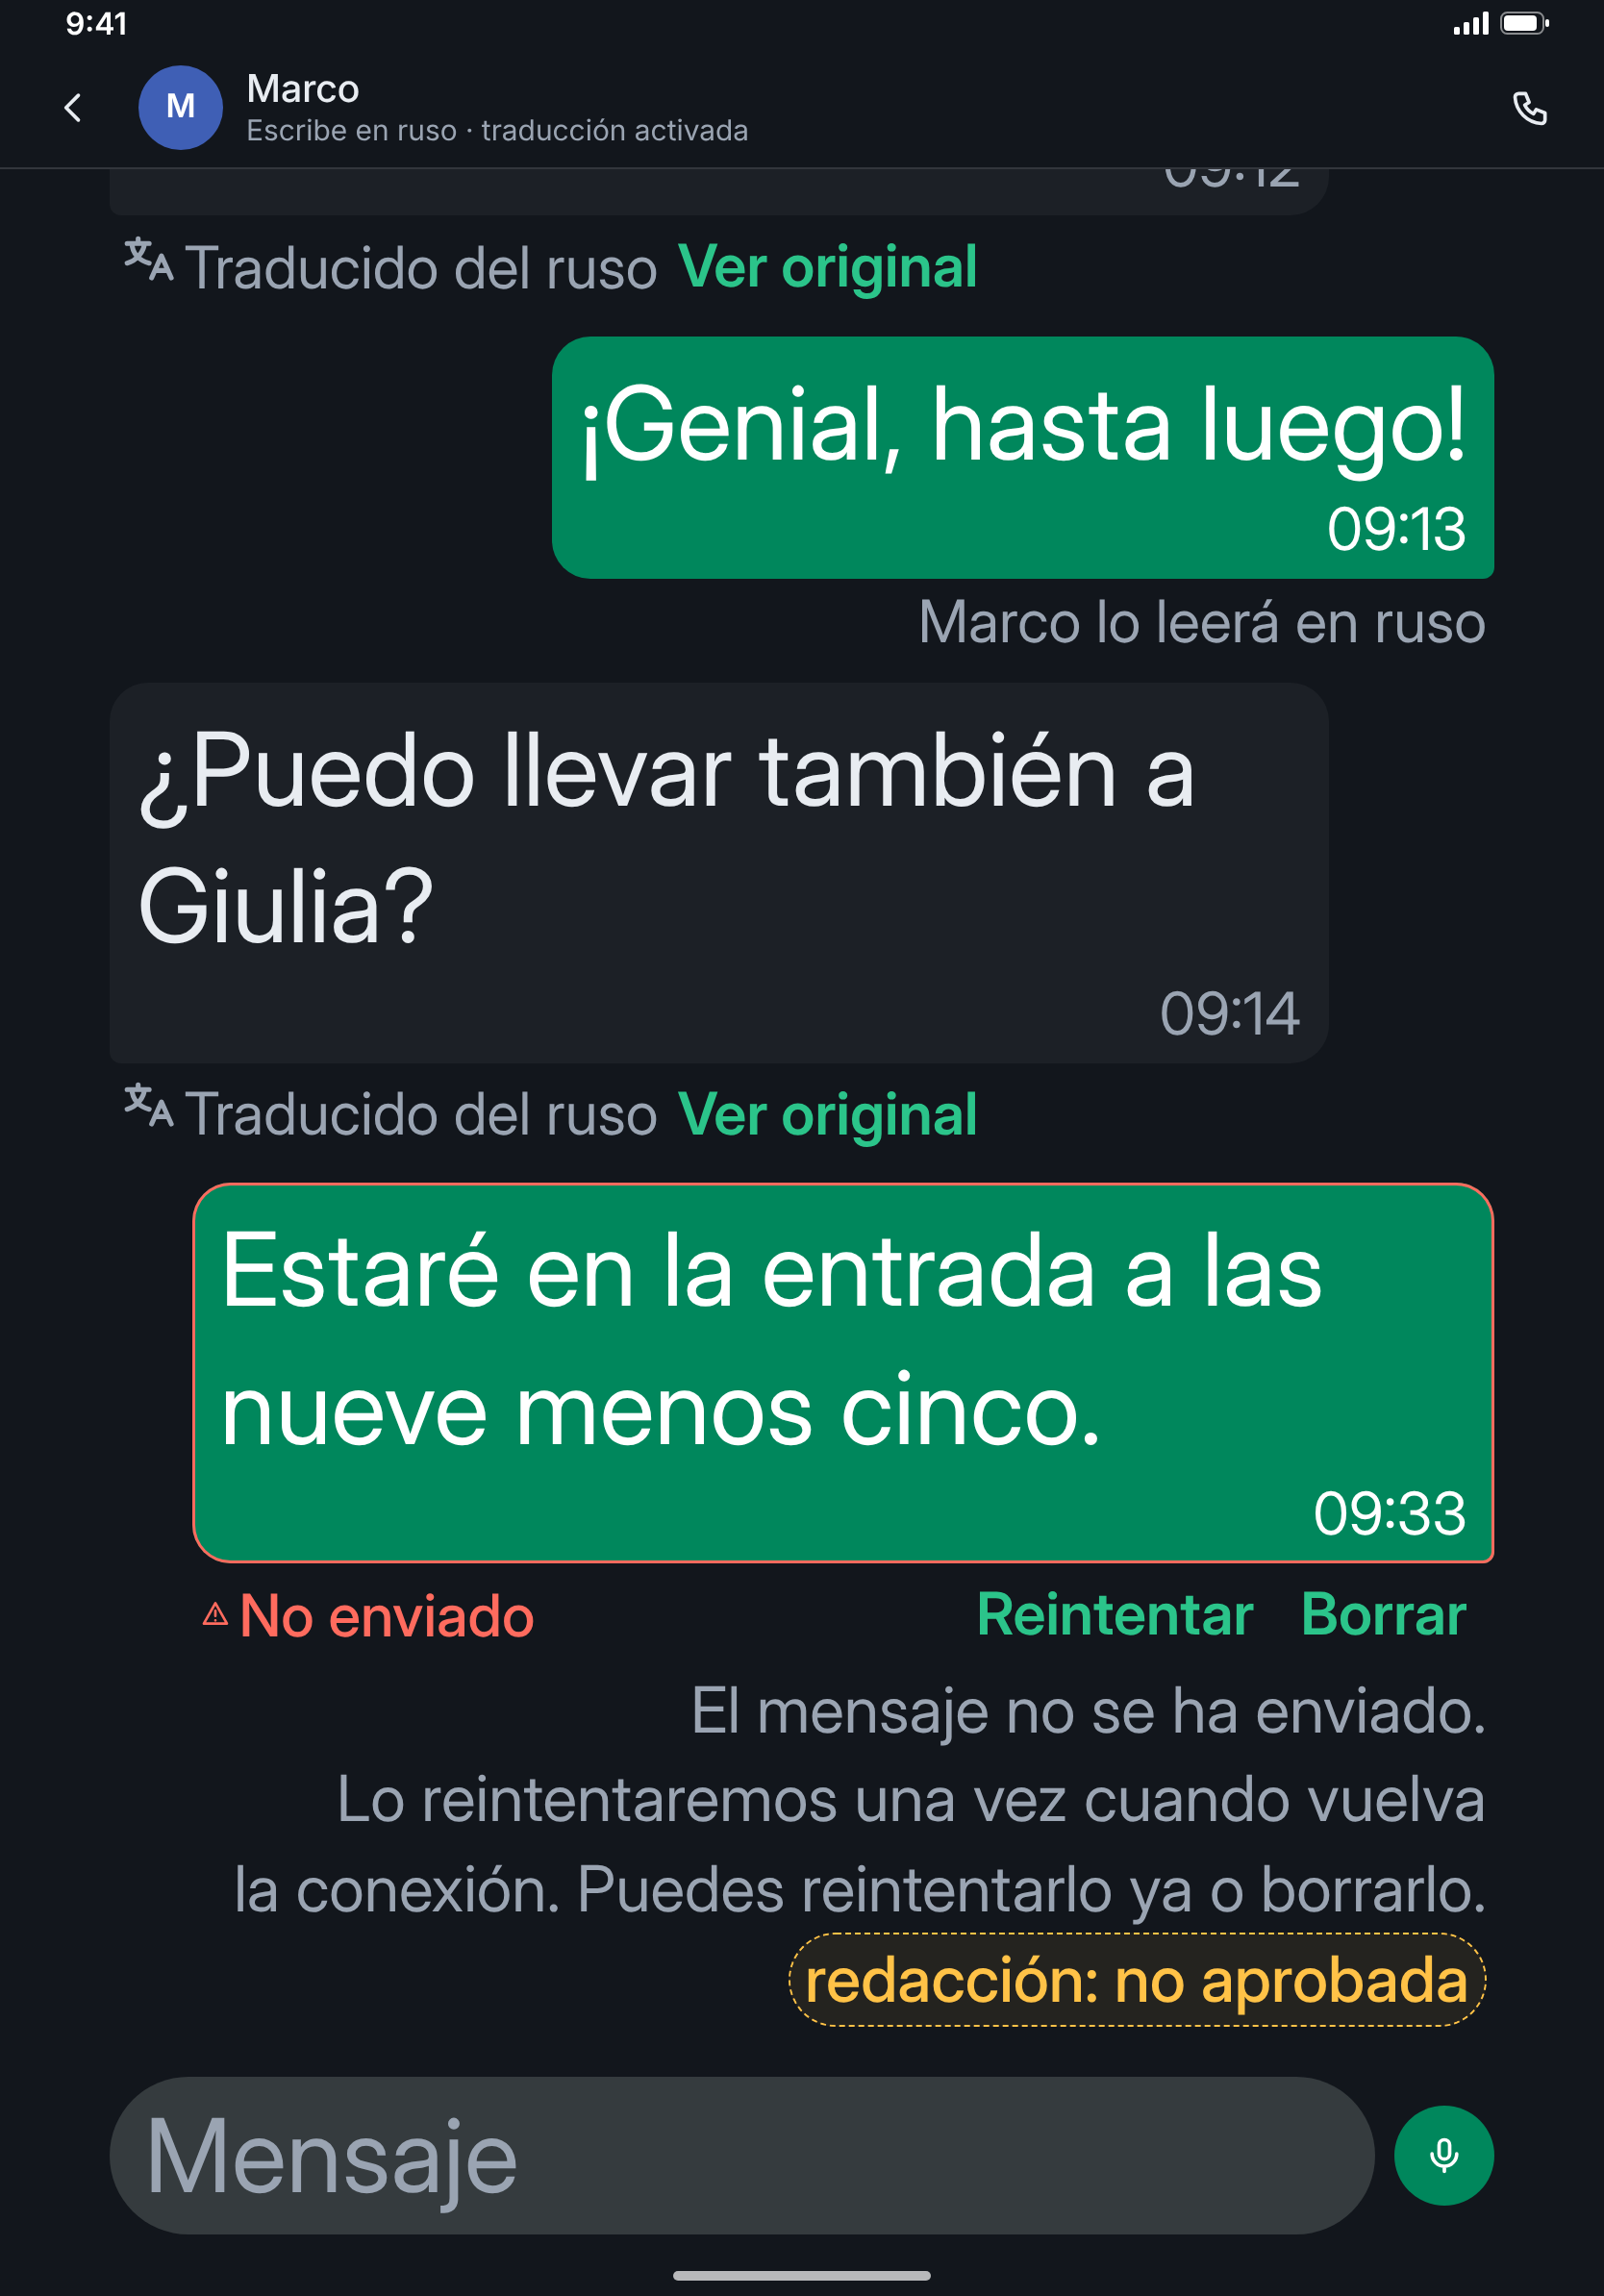 9:41
M
Marco
Escribe en ruso · traducción activada
09:12
Traducido del ruso Ver original
¡Genial, hasta luego!
09:13
Marco lo leerá en ruso
¿Puedo llevar también a
Giulia?
09:14
Traducido del ruso Ver original
Estaré en la entrada a las
nueve menos cinco.
09:33
No enviado Reintentar Borrar
El mensaje no se ha enviado.
Lo reintentaremos una vez cuando vuelva
la conexión. Puedes reintentarlo ya o borrarlo.
redacción: no aprobada
Mensaje